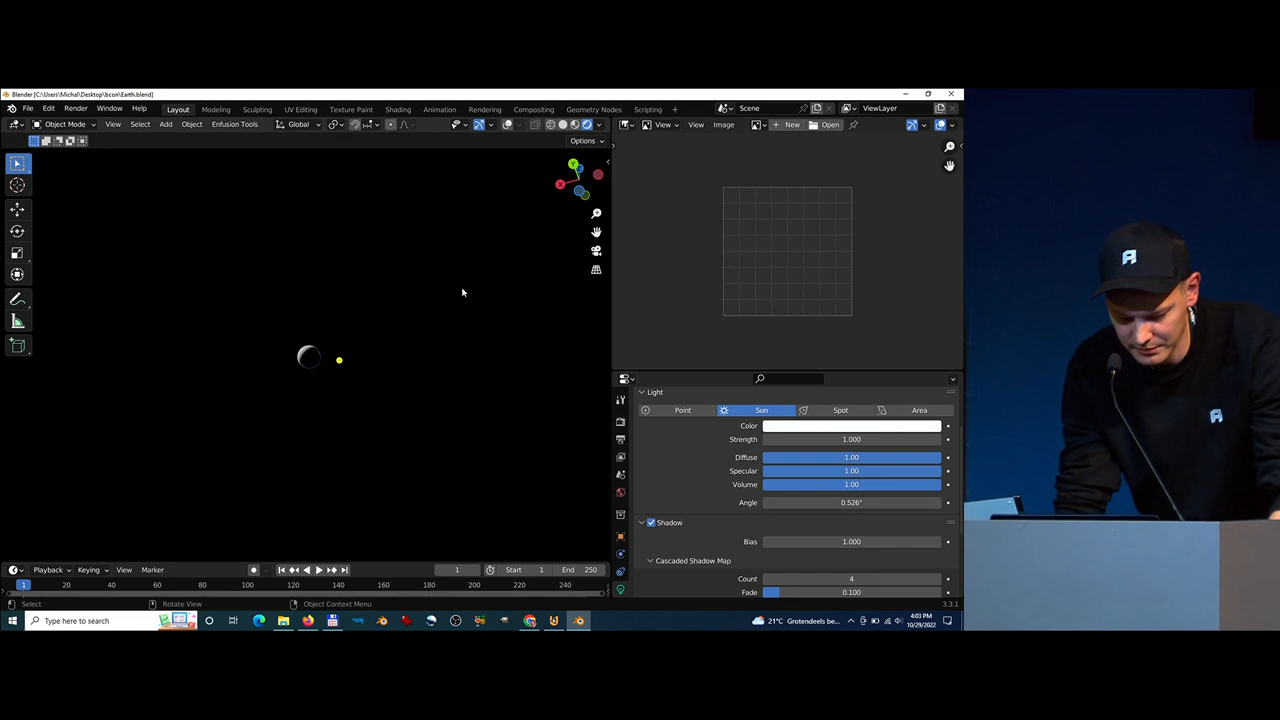 Blender [C:\Users\Michal\Desktop\bcon\Earth.blend]
File Edit Render Window Help Layout Modeling Sculpting UV Editing Texture Paint Shading Animation Rendering Compositing Geometry Nodes Scripting + Scene ViewLayer
Object Mode View Select Add Object Enfusion Tools Global View View Image New Open
Options
Y
X
Z
Light
Point Sun Spot Area
Color
Strength 1.000
Diffuse 1.00
Specular 1.00
Volume 1.00
Angle 0.526°
Shadow
Bias 1.000
Cascaded Shadow Map
Count 4
Fade 0.100
Playback Keying View Marker 1 Start 1 End 250
1 20 40 60 80 100 120 140 160 180 200 220 240
Select Rotate View Object Context Menu 3.3.1
Type here to search 21°C Grotendeels be... 4:03 PM
10/29/2022